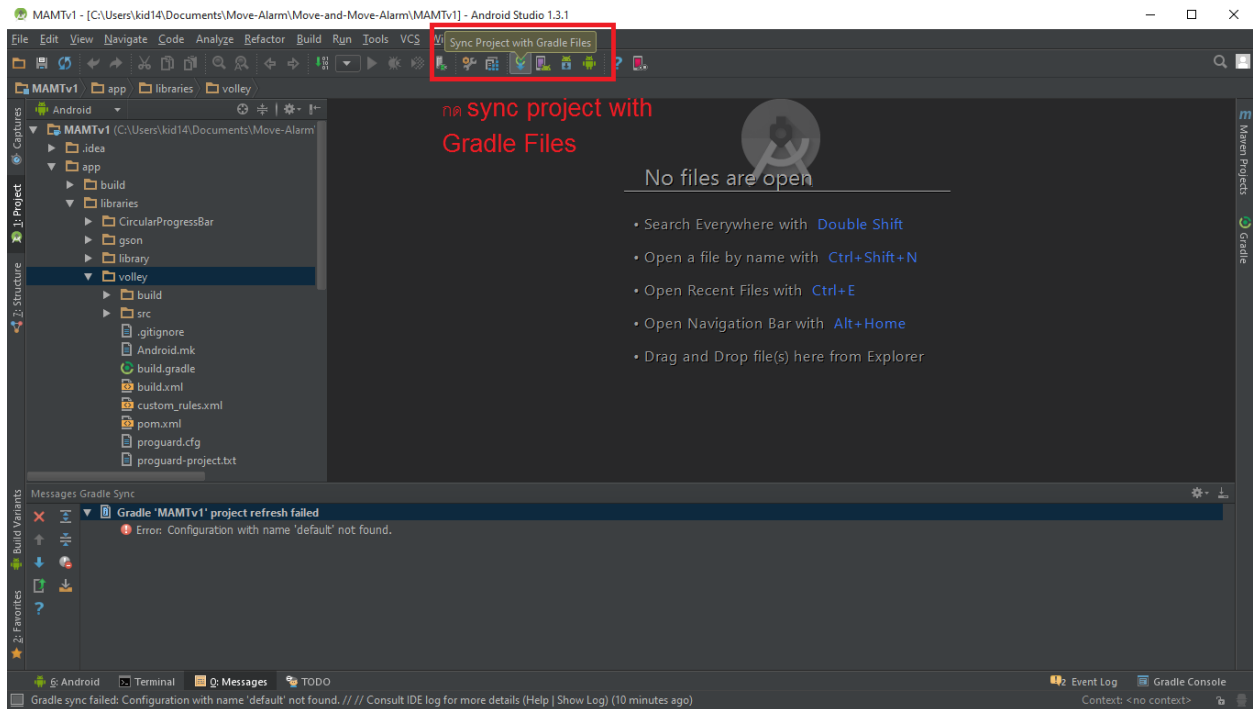 MAMTv1 - [C:\Users\kid14\Documents\Move-Alarm\Move-and-Move-Alarm\MAMTv1] - Android Studio 1.3.1
File Edit View Navigate Code Analyze Refactor Build Run Tools VCS Wi
Sync Project with Gradle Files
MAMTv1 app libraries volley
Android
กด sync project with
Gradle Files
MAMTv1 (C:\Users\kid14\Documents\Move-Alarm\
.idea
app
build
libraries
CircularProgressBar
gson
library
volley
build
src
.gitignore
Android.mk
build.gradle
build.xml
custom_rules.xml
pom.xml
proguard.cfg
proguard-project.txt
No files are open
• Search Everywhere with Double Shift
• Open a file by name with Ctrl+Shift+N
• Open Recent Files with Ctrl+E
• Open Navigation Bar with Alt+Home
• Drag and Drop file(s) here from Explorer
Captures
1: Project
7: Structure
Build Variants
2: Favorites
Maven Projects
Gradle
Messages Gradle Sync
Gradle 'MAMTv1' project refresh failed
Error: Configuration with name 'default' not found.
6: Android Terminal 0: Messages TODO
2 Event Log Gradle Console
Gradle sync failed: Configuration with name 'default' not found. // // Consult IDE log for more details (Help | Show Log) (10 minutes ago)
Context: <no context>